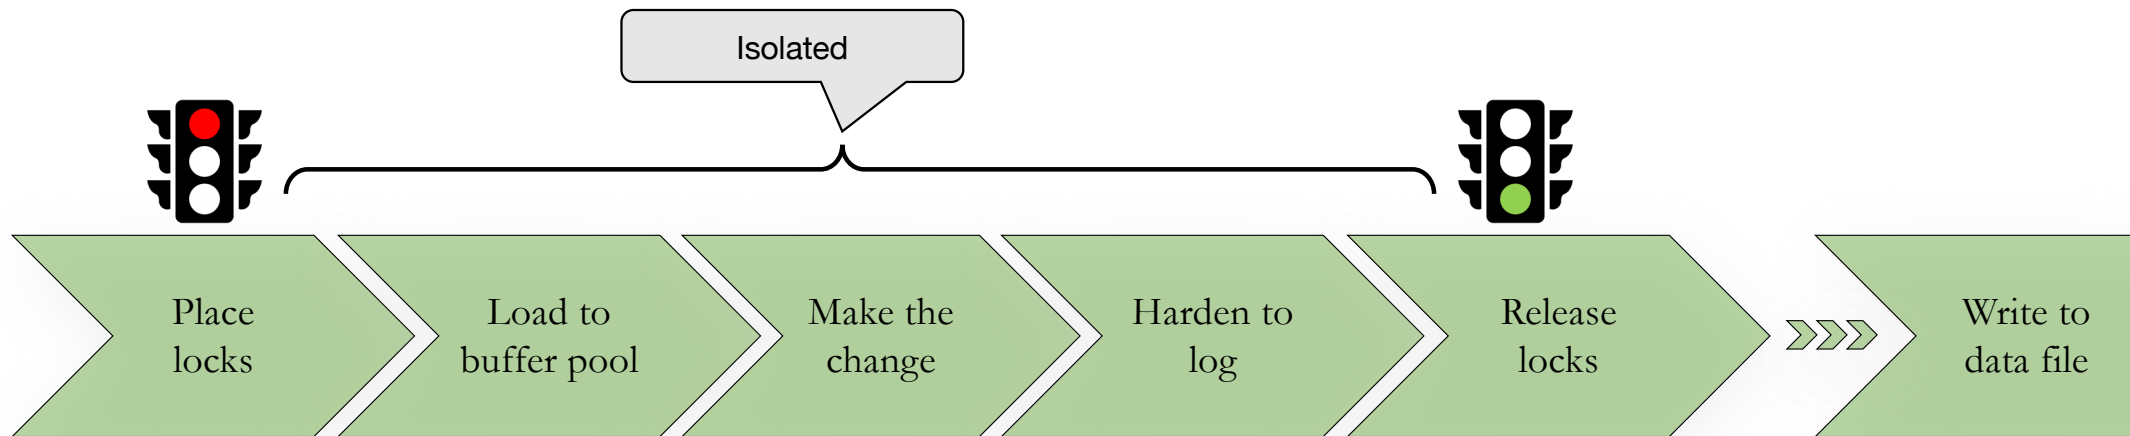 Isolated
Place
locks
Load to
buffer pool
Make the
change
Harden to
log
Release
locks
Write to
data file